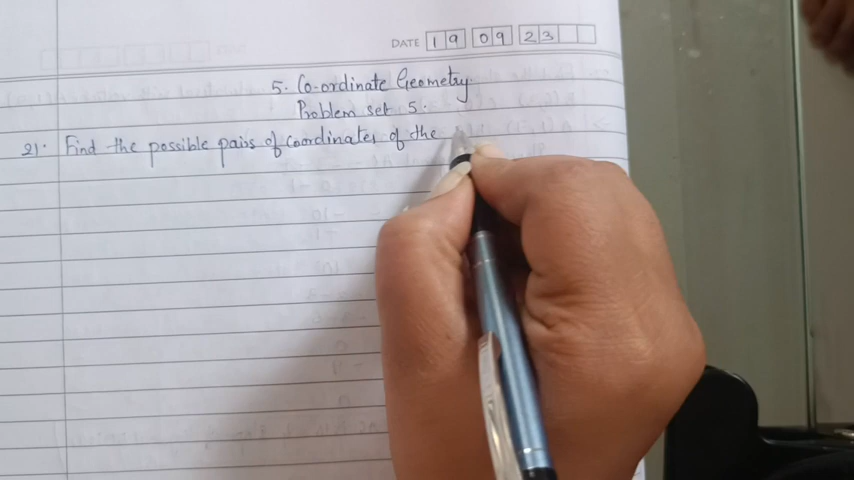 DATE 19 09 23
5. Co-ordinate Geometry.
Problem set 5.
21. Find the possible pairs of coordinates of the